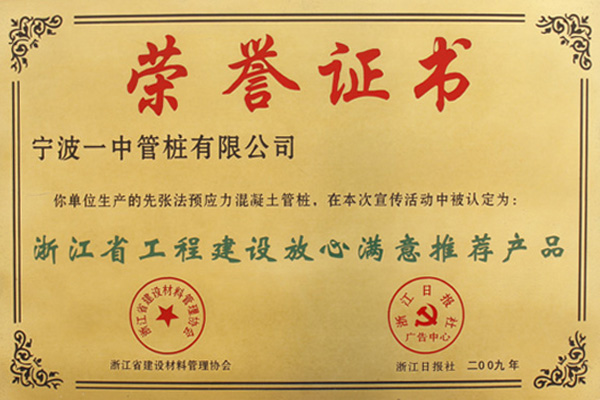 荣誉证书
宁波一中管桩有限公司
你单位生产的先张法预应力混凝土管桩，在本次宣传活动中被认定为：
浙江省工程建设放心满意推荐产品
浙江省建设材料管理协会
浙江日报社
广告中心
浙江省建设材料管理协会
浙江日报社 二00九年